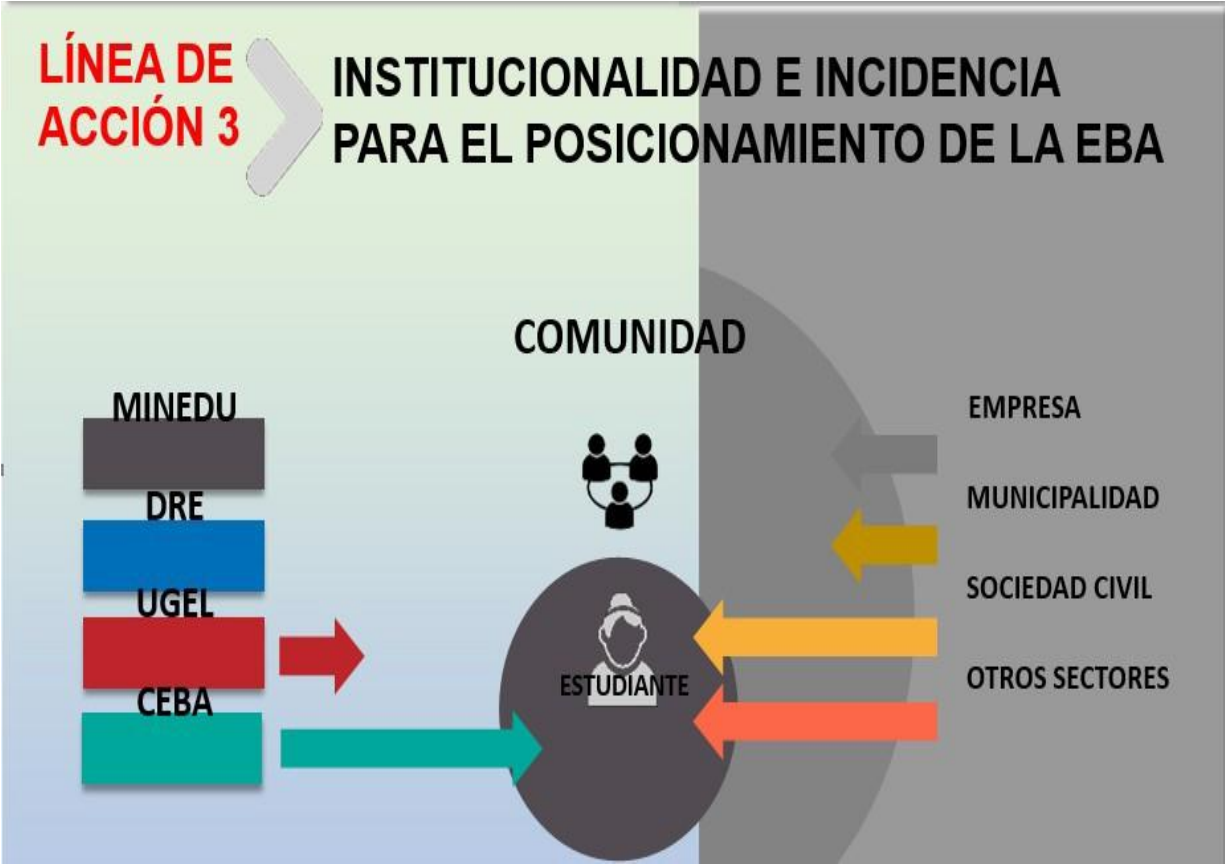 LÍNEA DE
ACCIÓN 3
INSTITUCIONALIDAD E INCIDENCIA
PARA EL POSICIONAMIENTO DE LA EBA
COMUNIDAD
MINEDU
DRE
UGEL
CEBA
ESTUDIANTE
EMPRESA
MUNICIPALIDAD
SOCIEDAD CIVIL
OTROS SECTORES